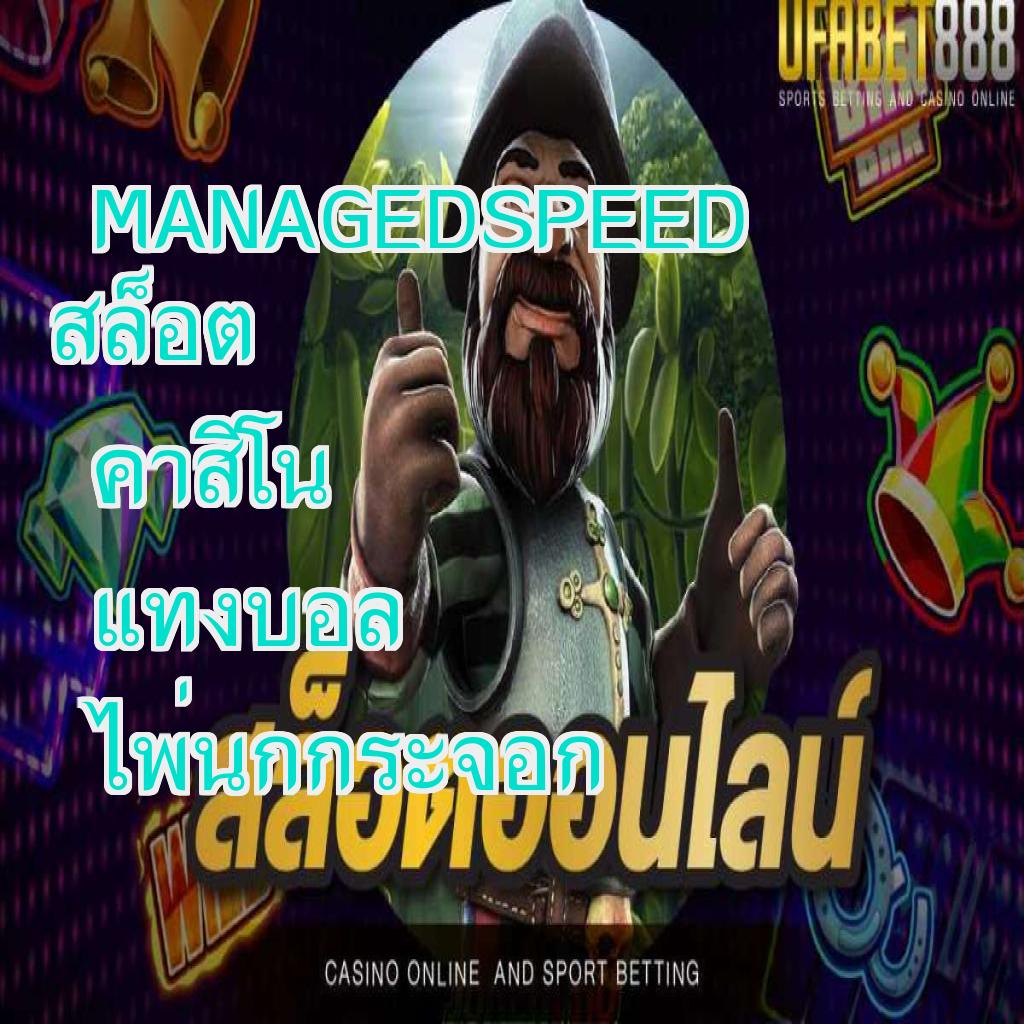 UFABET888
SPORTS BETTING AND CASINO ONLINE
BAR
MANAGEDSPEED
สล็อต
คาสิโน
แทงบอล
ไพ่นกกระจอก
สล็อตออนไลน์
WIN
CASINO ONLINE AND SPORT BETTING